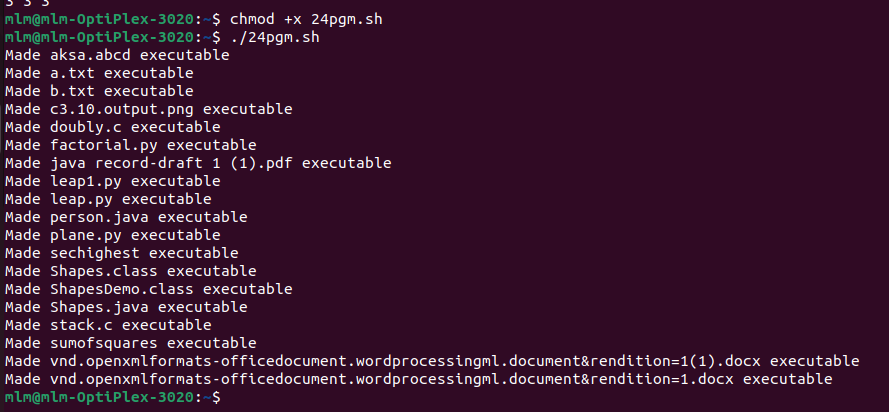 3 3 3
mlm@mlm-OptiPlex-3020:~$ chmod +x 24pgm.sh
mlm@mlm-OptiPlex-3020:~$ ./24pgm.sh
Made aksa.abcd executable
Made a.txt executable
Made b.txt executable
Made c3.10.output.png executable
Made doubly.c executable
Made factorial.py executable
Made java record-draft 1 (1).pdf executable
Made leap1.py executable
Made leap.py executable
Made person.java executable
Made plane.py executable
Made sechighest executable
Made Shapes.class executable
Made ShapesDemo.class executable
Made Shapes.java executable
Made stack.c executable
Made sumofsquares executable
Made vnd.openxmlformats-officedocument.wordprocessingml.document&rendition=1(1).docx executable
Made vnd.openxmlformats-officedocument.wordprocessingml.document&rendition=1.docx executable
mlm@mlm-OptiPlex-3020:~$